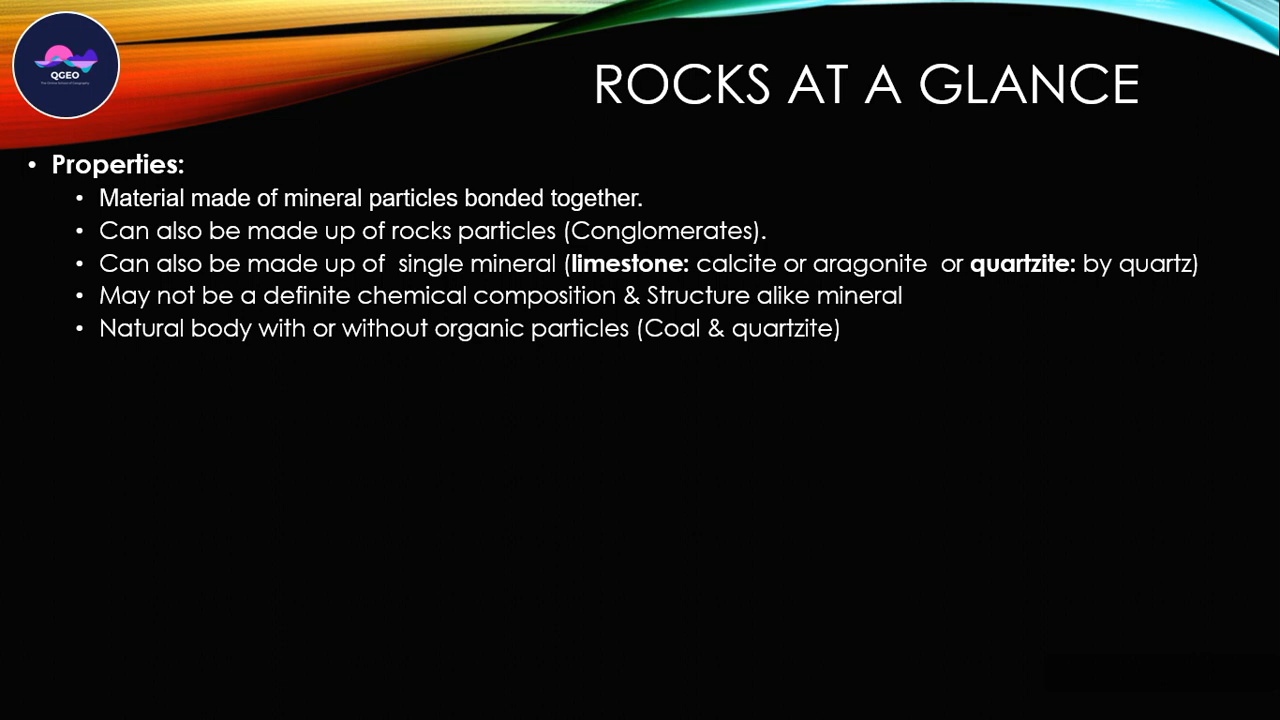 QGEO
ROCKS AT A GLANCE
• Properties:
• Material made of mineral particles bonded together.
• Can also be made up of rocks particles (Conglomerates).
• Can also be made up of  single mineral (limestone: calcite or aragonite  or quartzite: by quartz)
• May not be a definite chemical composition & Structure alike mineral
• Natural body with or without organic particles (Coal & quartzite)